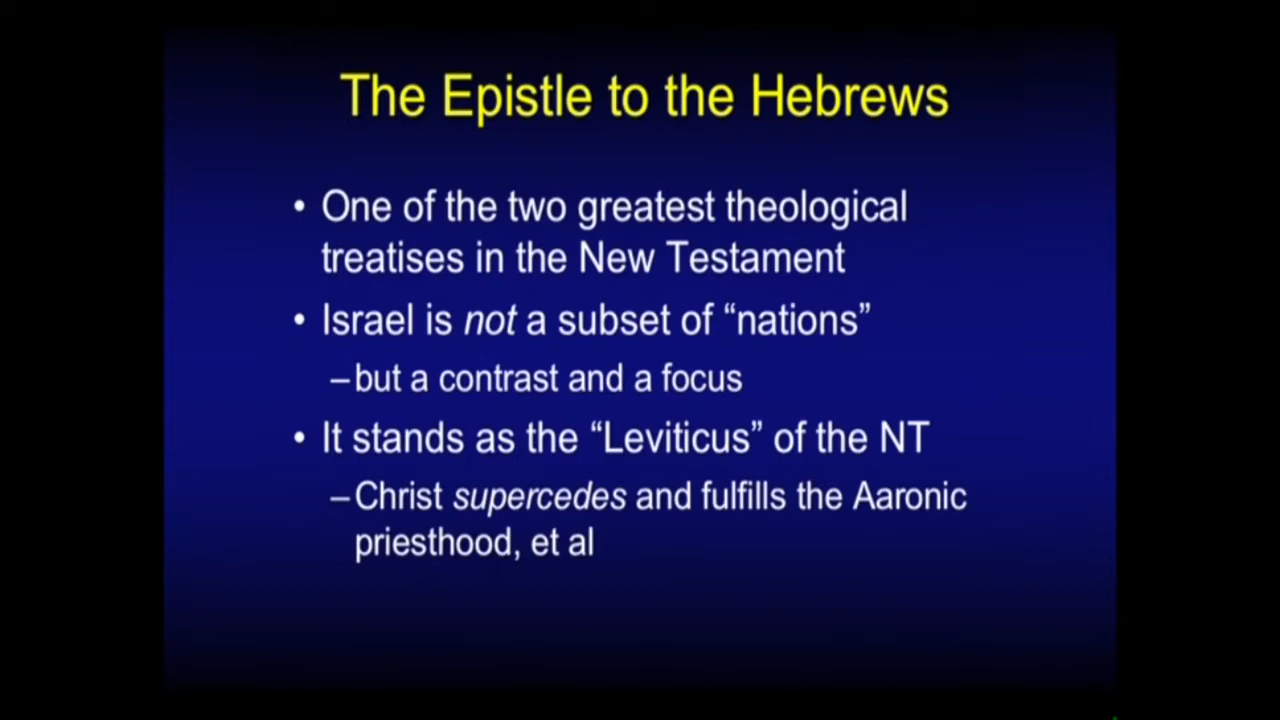 The Epistle to the Hebrews
• One of the two greatest theological
treatises in the New Testament
• Israel is not a subset of “nations”
–but a contrast and a focus
• It stands as the “Leviticus” of the NT
–Christ supercedes and fulfills the Aaronic
priesthood, et al